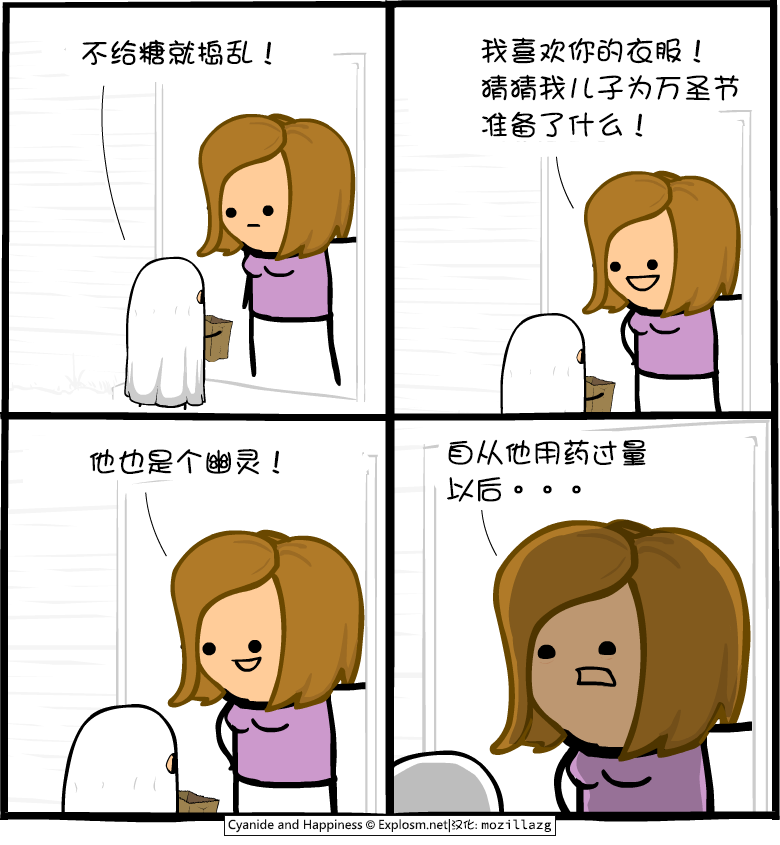 不给糖就捣乱！
我喜欢你的衣服！
猜猜我儿子为万圣节
准备了什么！
他也是个幽灵！
自从他用药过量
以后。。。
Cyanide and Happiness © Explosm.net|汉化: mozillazg